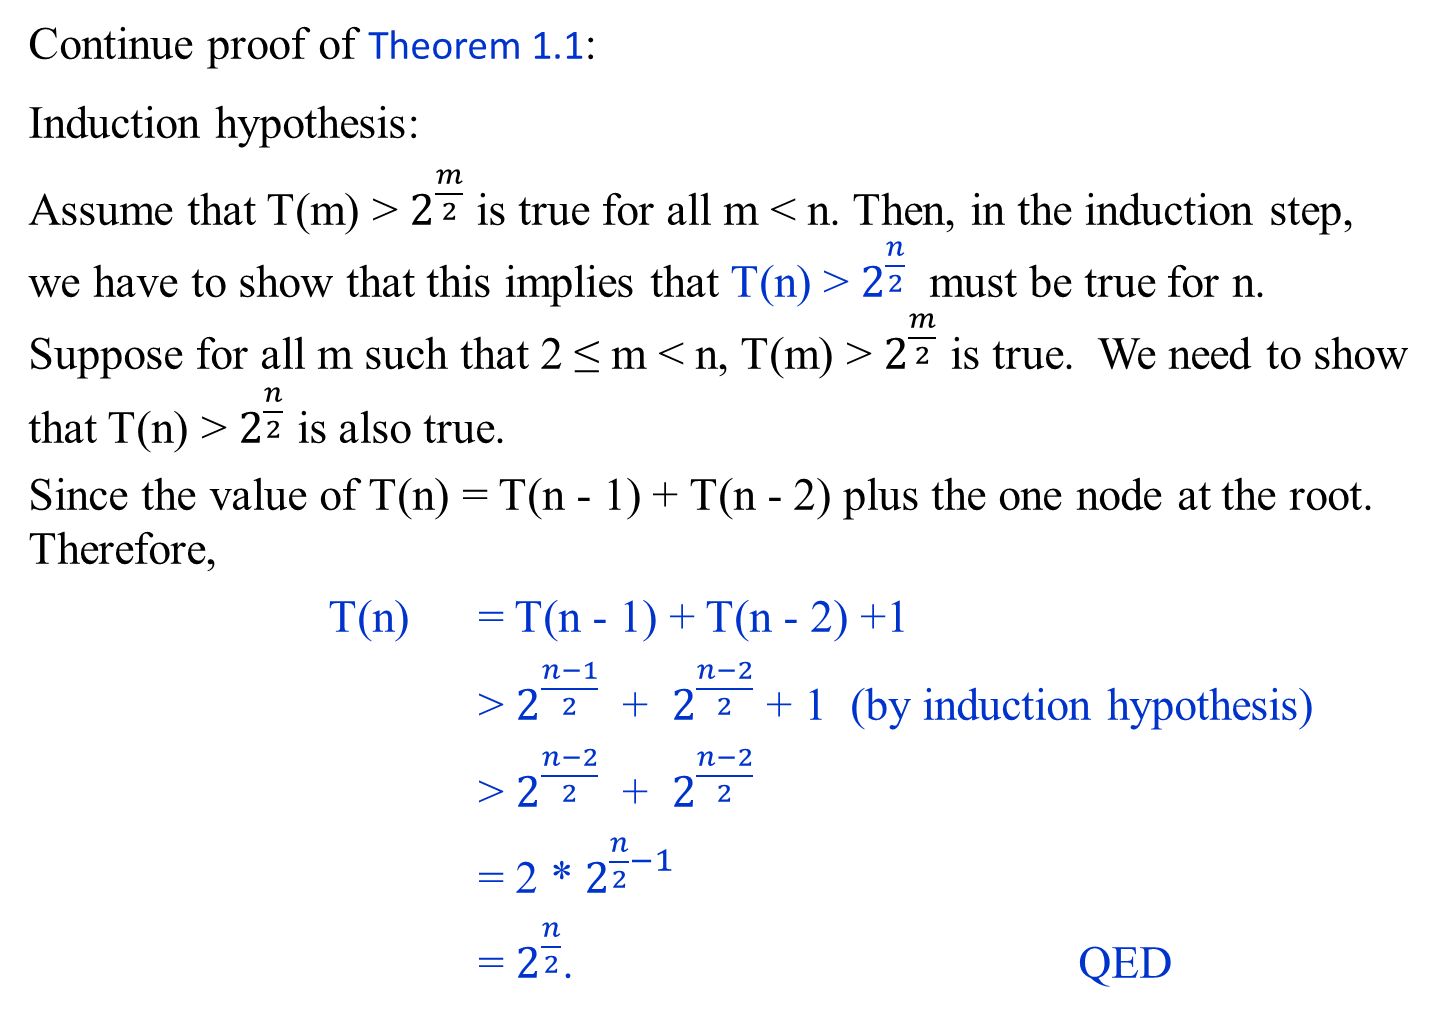 Continue proof of Theorem 1.1:
Induction hypothesis:
Assume that T(m) > 2^(m/2) is true for all m < n. Then, in the induction step,
we have to show that this implies that T(n) > 2^(n/2) must be true for n.
Suppose for all m such that 2 ≤ m < n, T(m) > 2^(m/2) is true. We need to show
that T(n) > 2^(n/2) is also true.
Since the value of T(n) = T(n - 1) + T(n - 2) plus the one node at the root.
Therefore,
T(n) = T(n - 1) + T(n - 2) +1
> 2^((n−1)/2) + 2^((n−2)/2) + 1 (by induction hypothesis)
> 2^((n−2)/2) + 2^((n−2)/2)
= 2 * 2^(n/2−1)
= 2^(n/2). QED